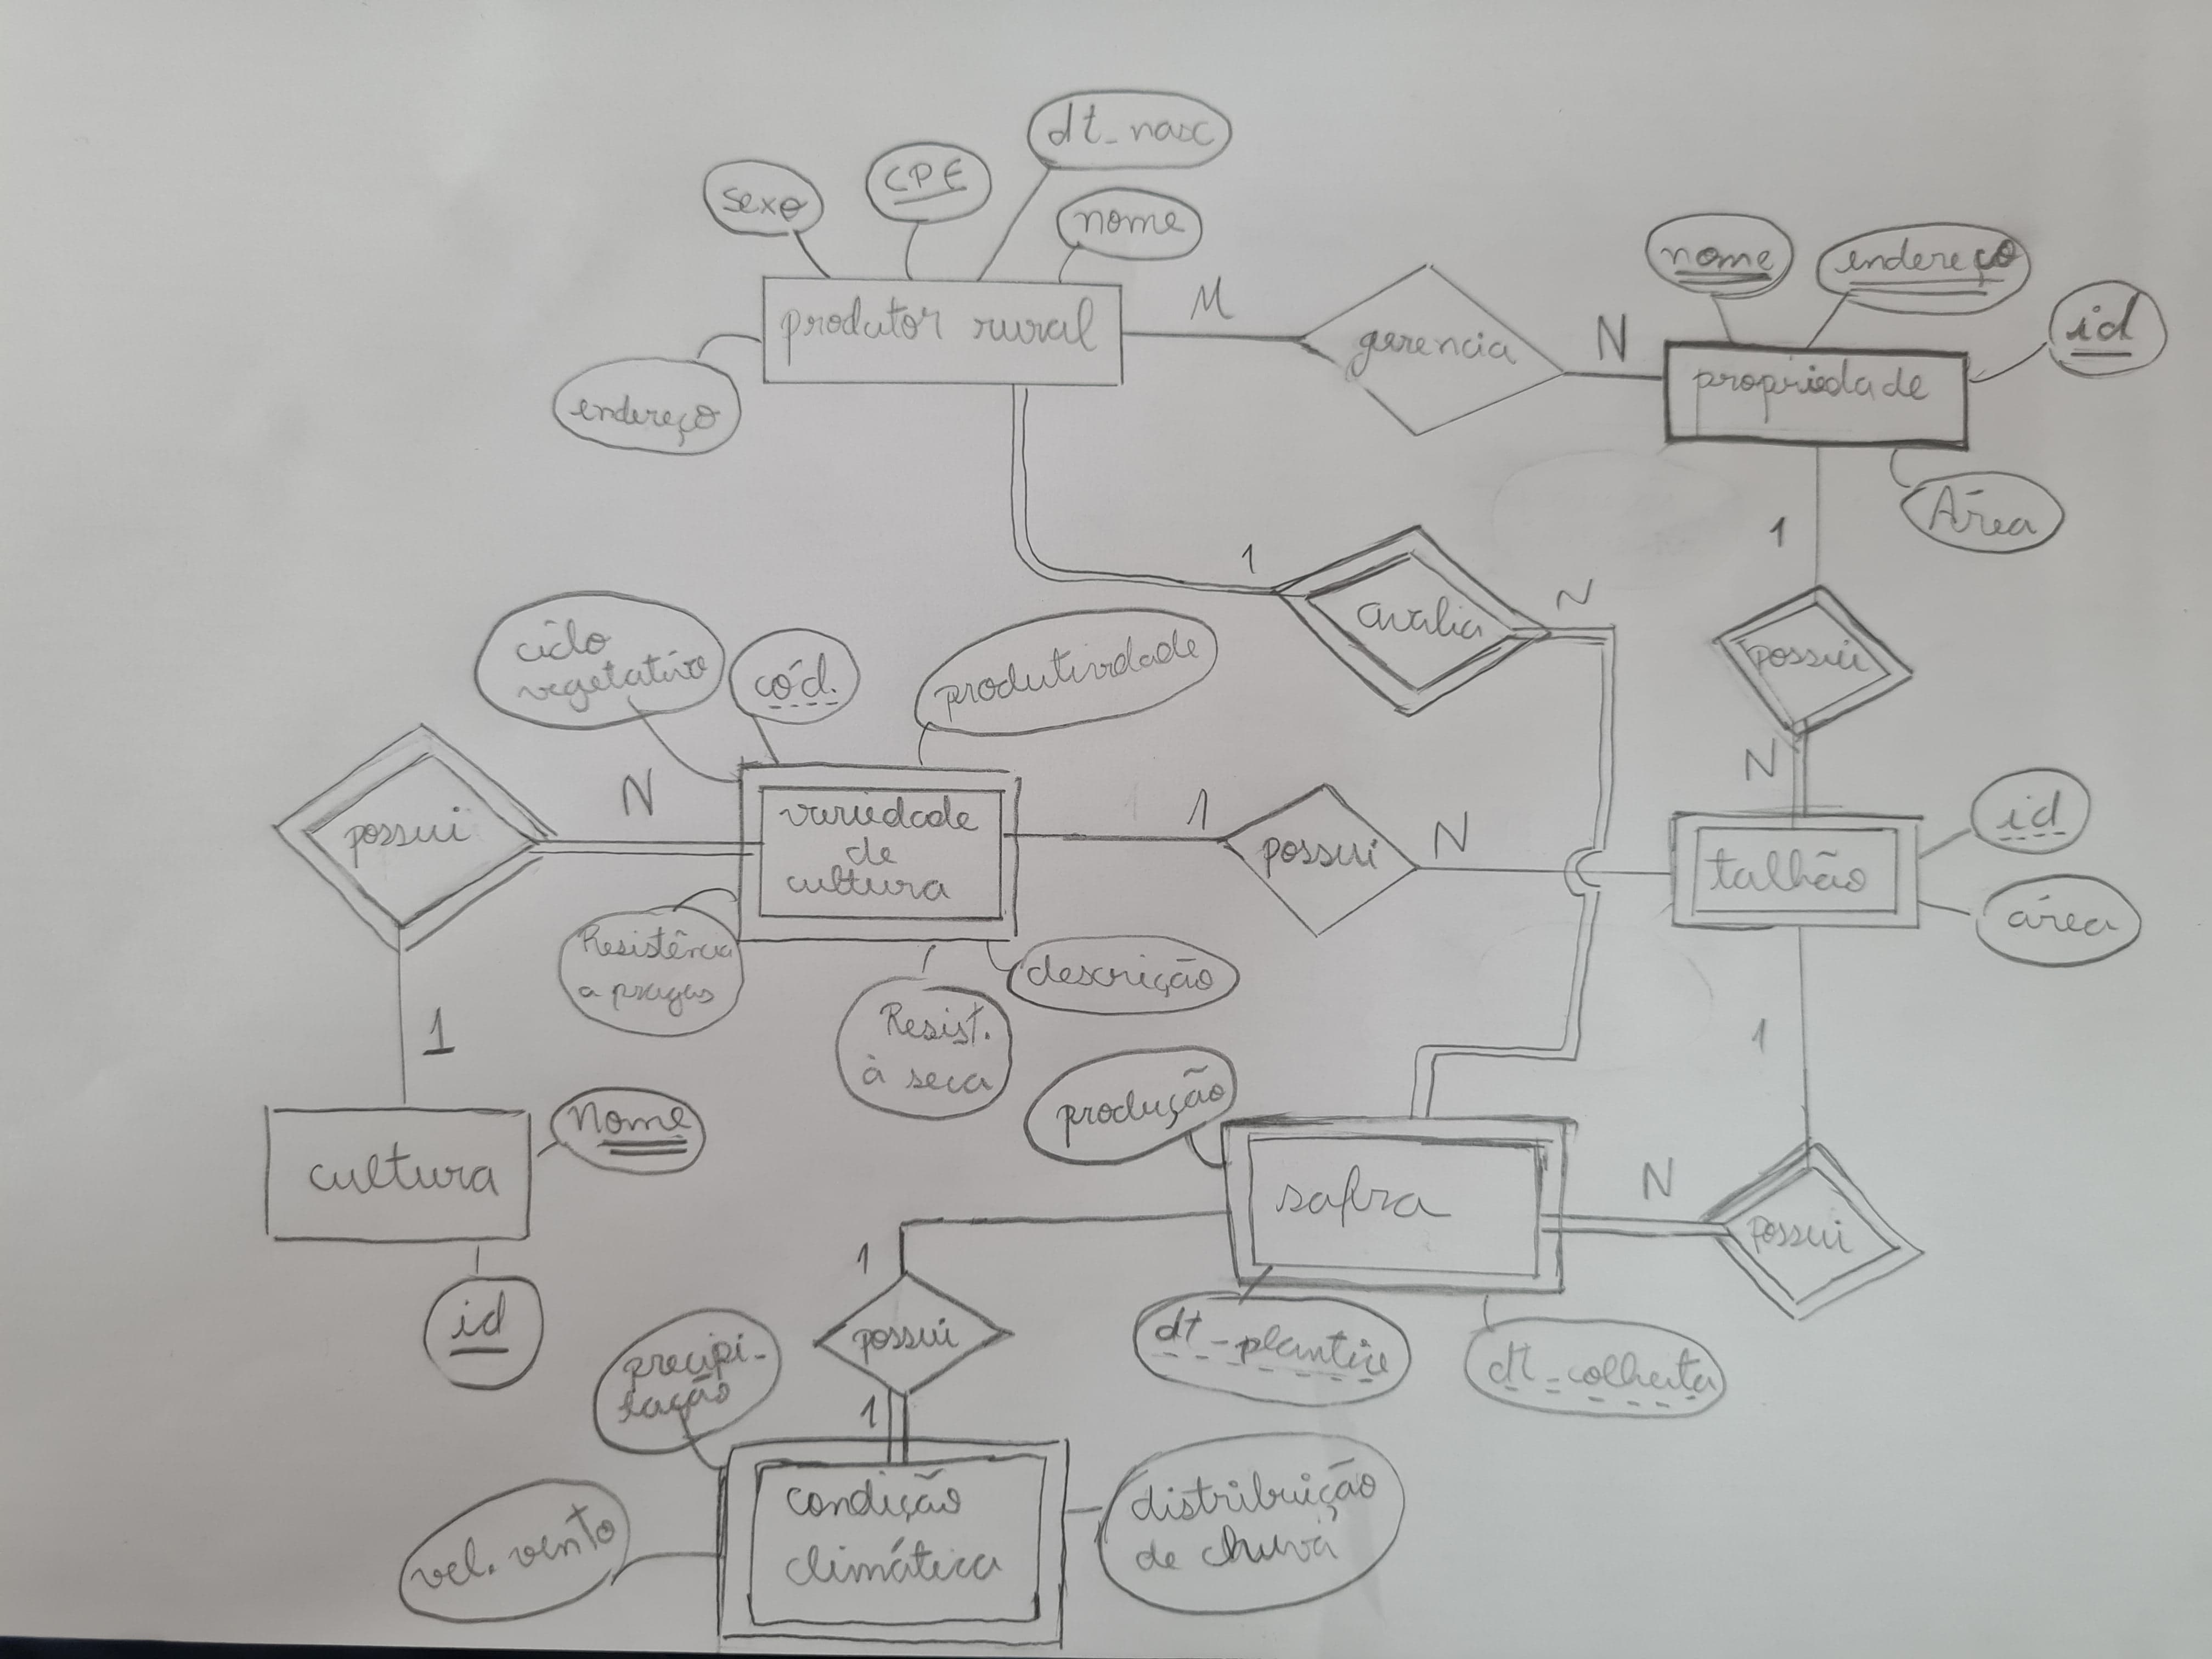 dt_nasc
CPF
sexo
nome
nome
endereço
id
produtor rural
M
gerencia
N
propriedade
endereço
Área
1
1
avalia
N
ciclo
vegetativo
cód.
produtividade
possui
N
possui
N
variedade
de
cultura
1
possui
N
id
talhão
área
Resistência
a pragas
descrição
Resist.
à seca
1
1
produção
Nome
cultura
safra
N
possui
1
id
possui
dt_plantio
dt_colheita
precipi-
tação
1
condição
climática
distribuição
de chuva
vel. vento